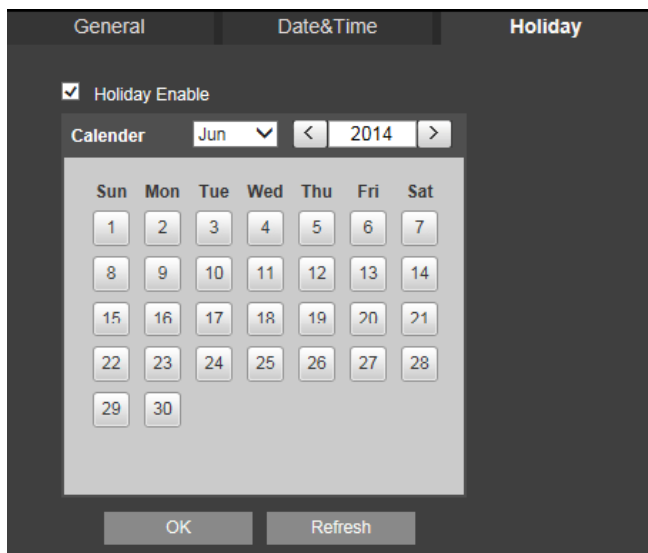 General Date&Time Holiday
Holiday Enable
Calender Jun < 2014 >
Sun Mon Tue Wed Thu Fri Sat
1 2 3 4 5 6 7
8 9 10 11 12 13 14
15 16 17 18 19 20 21
22 23 24 25 26 27 28
29 30
OK Refresh